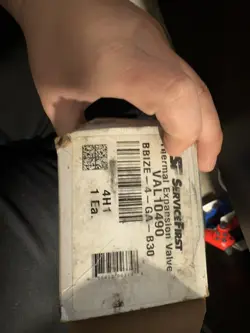 SERVICEFIRST
Thermal Expansion Valve
VAL10490
BBIZE-4-GA-B30
4H1
1 Ea.